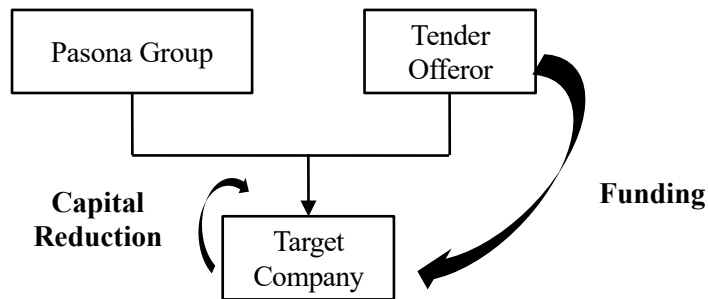 Pasona Group
Tender
Offeror
Capital
Reduction
Funding
Target
Company